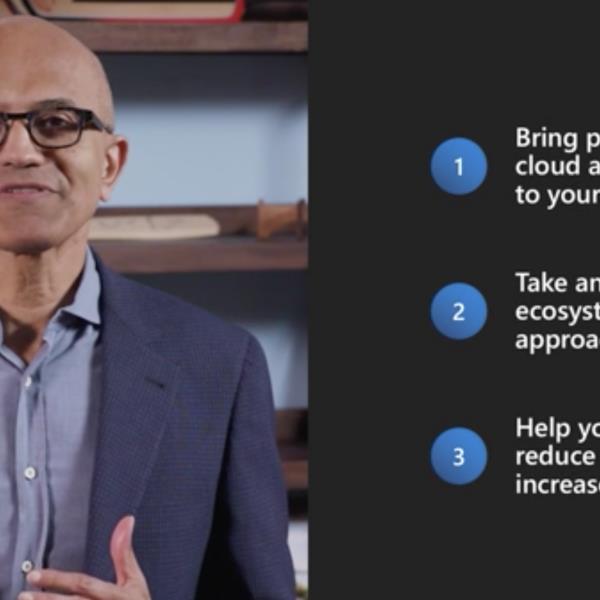 1
Bring p
cloud a
to your
2
Take an
ecosyst
approa
3
Help yo
reduce
increas